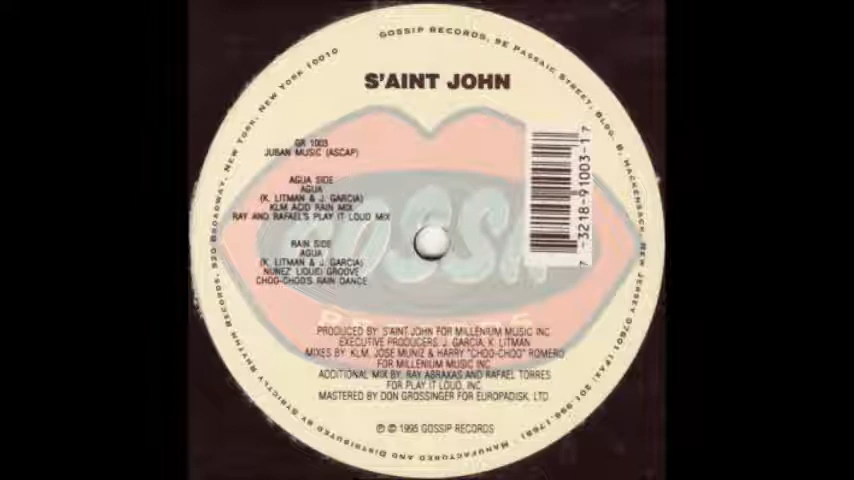 GOSSIP RECORDS, 9E PASSAIC STREET, BLDG. B, HACKENSACK, NEW JERSEY 07601 (FAX) 201.996.1768) ·
MANUFACTURED AND DISTRIBUTED BY STRICTLY RHYTHM RECORDS, 920 BROADWAY, NEW YORK, NEW YORK 10010
S'AINT JOHN
GR 1003
JUBAN MUSIC (ASCAP)
AGUA SIDE
AGUA
(K. LITMAN & J. GARCIA)
KLM ACID RAIN MIX
RAY AND RAFAEL'S PLAY IT LOUD MIX
RAIN SIDE
AGUA
(K. LITMAN & J. GARCIA)
NUNEZ LIQUID GROOVE
CHOO-CHOO'S RAIN DANCE
7 3218-91003-1 7
PRODUCED BY: S'AINT JOHN FOR MILLENIUM MUSIC INC
EXECUTIVE PRODUCERS, J. GARCIA, K. LITMAN
MIXES BY: KLM, JOSE MUNIZ & HARRY "CHOO-CHOO" ROMERO
FOR MILLENIUM MUSIC INC
ADDITIONAL MIX BY: RAY ABRAXAS AND RAFAEL TORRES
FOR PLAY IT LOUD, INC.
MASTERED BY DON GROSSINGER FOR EUROPADISK, LTD
℗ © 1995 GOSSIP RECORDS